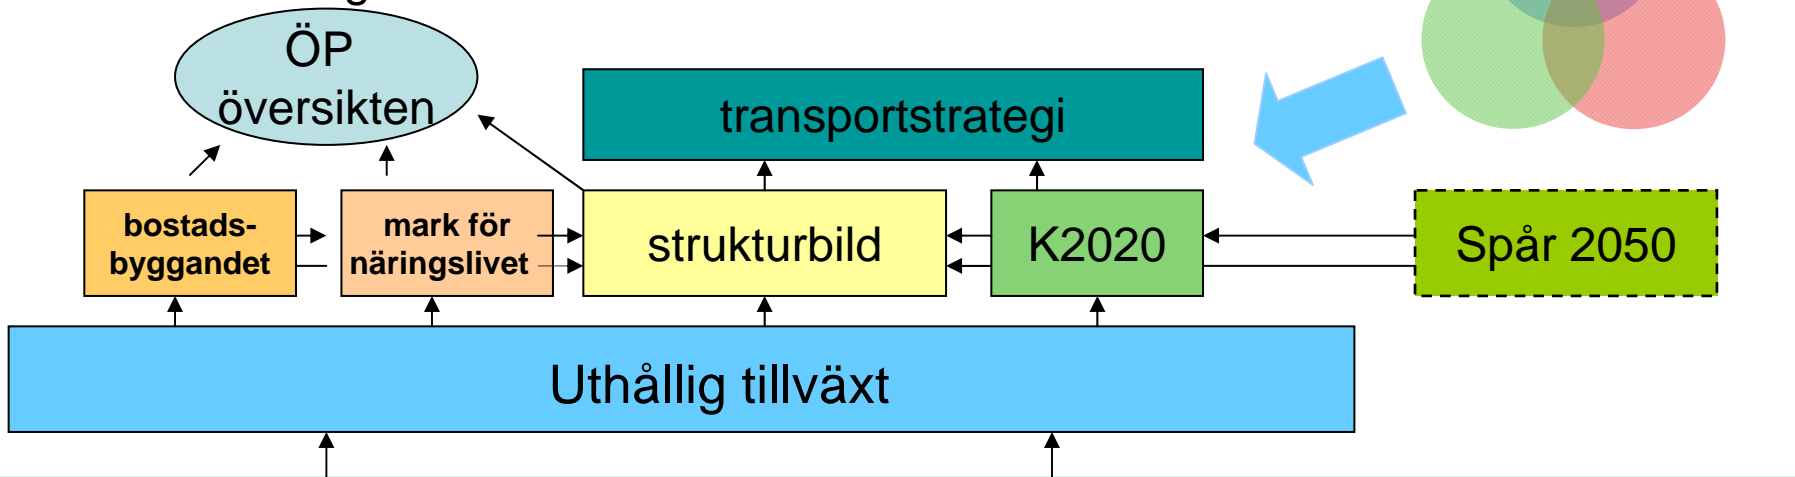 ÖP
översikten
transportstrategi
bostads-
byggandet
mark för
näringslivet
strukturbild
K2020
Spår 2050
Uthållig tillväxt